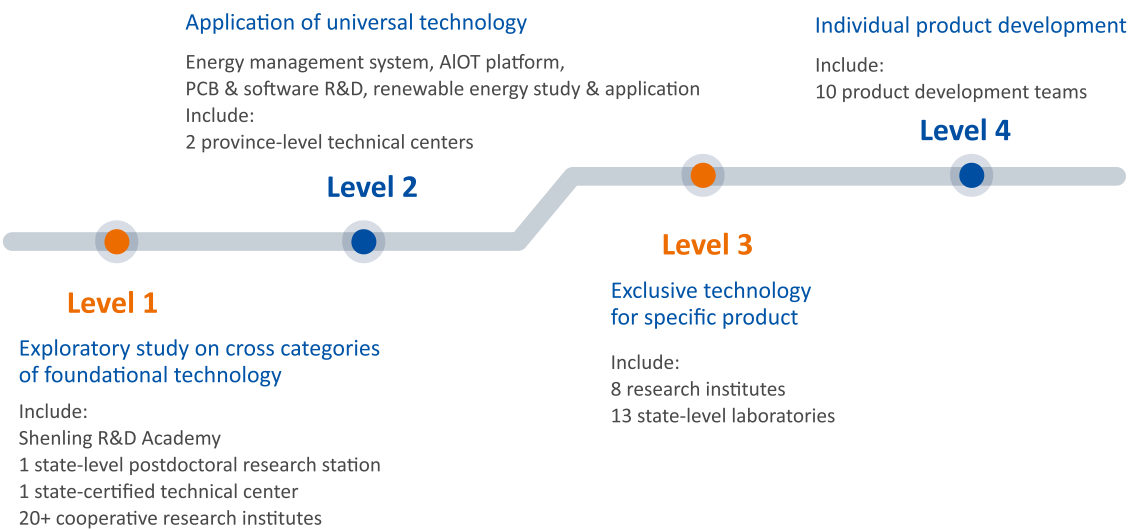 Application of universal technology
Energy management system, AIOT platform,
PCB & software R&D, renewable energy study & application
Include:
2 province-level technical centers
Level 2
Individual product development
Include:
10 product development teams
Level 4
Level 1
Exploratory study on cross categories
of foundational technology
Include:
Shenling R&D Academy
1 state-level postdoctoral research station
1 state-certified technical center
20+ cooperative research institutes
Level 3
Exclusive technology
for specific product
Include:
8 research institutes
13 state-level laboratories